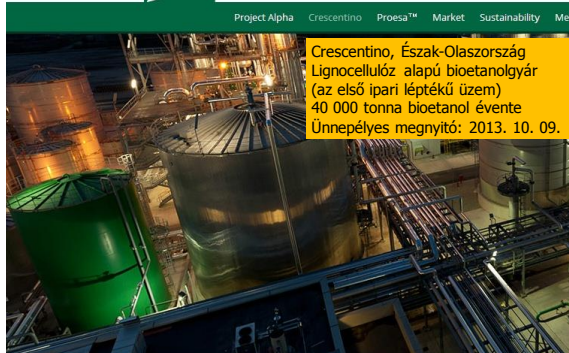 Project Alpha Crescentino Proesa™ Market Sustainability
Crescentino, Észak-Olaszország
Lignocellulóz alapú bioetanolgyár
(az első ipari léptékű üzem)
40 000 tonna bioetanol évente
Ünnepélyes megnyitó: 2013. 10. 09.